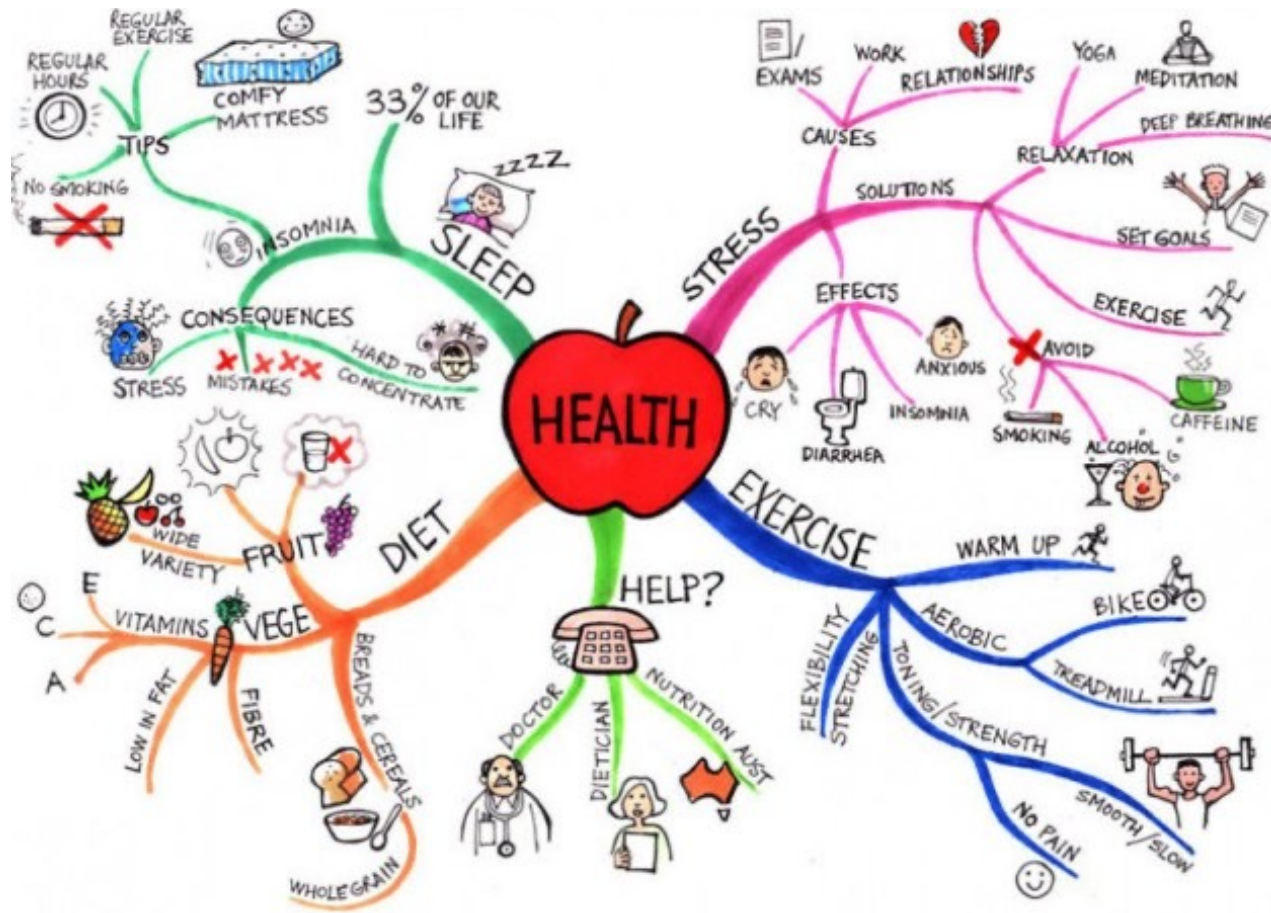 HEALTH
SLEEP
33% OF OUR
LIFE
ZZZZ
INSOMNIA
TIPS
REGULAR
HOURS
REGULAR
EXERCISE
COMFY
MATTRESS
NO SMOKING
CONSEQUENCES
STRESS
MISTAKES
HARD TO
CONCENTRATE
STRESS
CAUSES
EXAMS
WORK
RELATIONSHIPS
SOLUTIONS
RELAXATION
YOGA
MEDITATION
DEEP BREATHING
SET GOALS
EXERCISE
AVOID
SMOKING
ALCOHOL
CAFFEINE
EFFECTS
CRY
DIARRHEA
INSOMNIA
ANXIOUS
EXERCISE
WARM UP
AEROBIC
BIKE
TREADMILL
TONING/STRENGTH
SMOOTH/SLOW
NO PAIN
FLEXIBILITY
STRETCHING
HELP?
DOCTOR
DIETICIAN
NUTRITION AUST
DIET
FRUIT
WIDE
VARIETY
VEGE
VITAMINS
E
C
A
LOW IN FAT
FIBRE
BREADS & CEREALS
WHOLEGRAIN